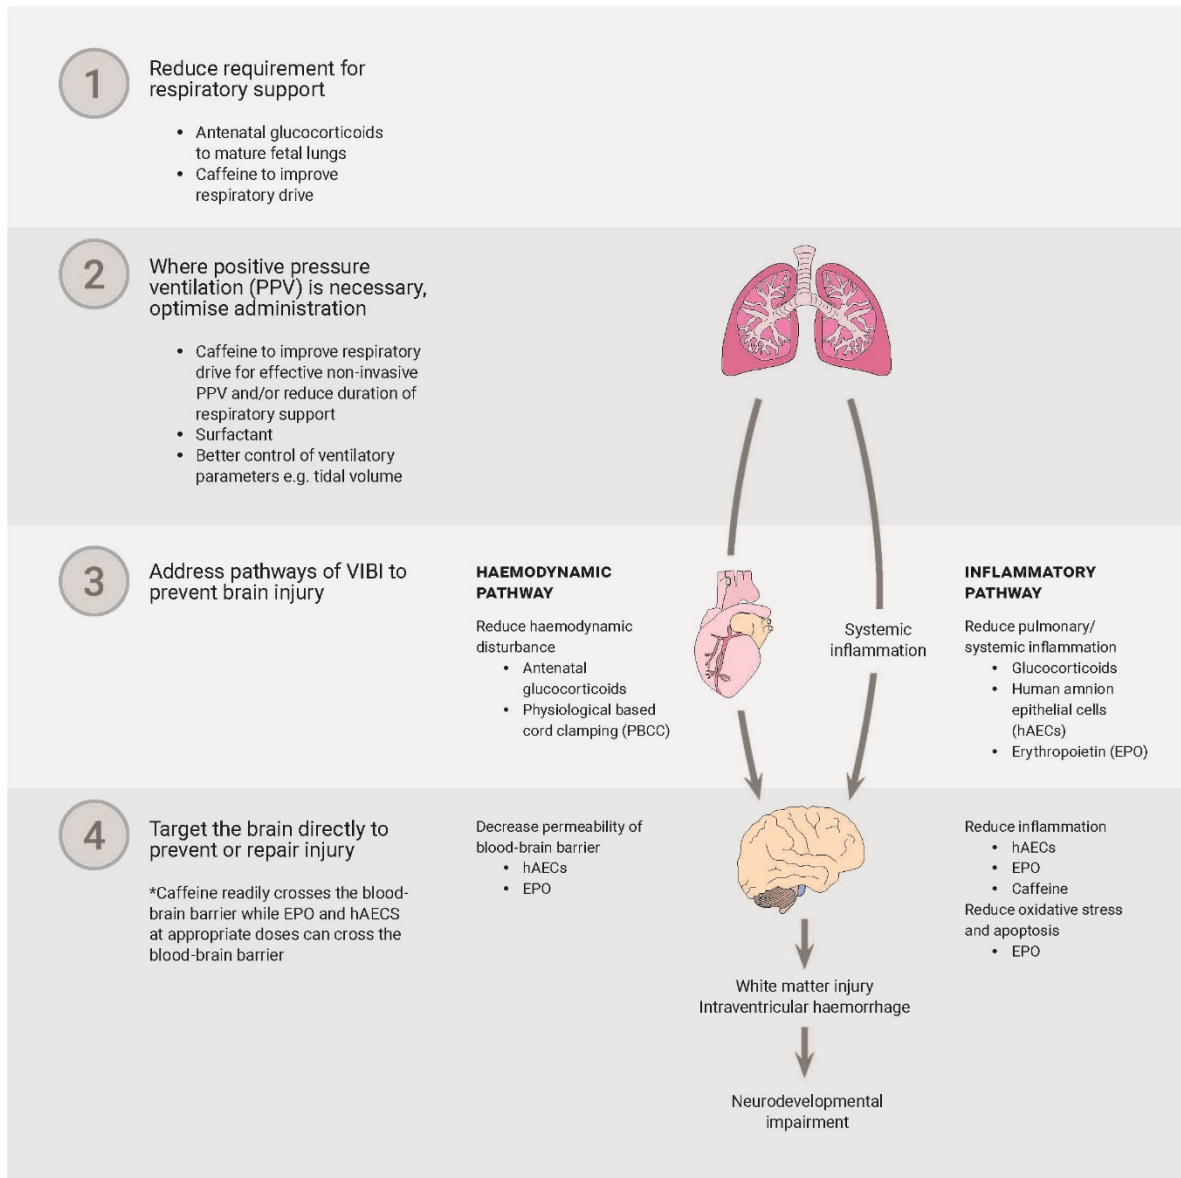 1
Reduce requirement for
respiratory support
• Antenatal glucocorticoids
to mature fetal lungs
• Caffeine to improve
respiratory drive
2
Where positive pressure
ventilation (PPV) is necessary,
optimise administration
• Caffeine to improve respiratory
drive for effective non-invasive
PPV and/or reduce duration of
respiratory support
• Surfactant
• Better control of ventilatory
parameters e.g. tidal volume
3
Address pathways of VIBI to
prevent brain injury
HAEMODYNAMIC
PATHWAY
Reduce haemodynamic
disturbance
• Antenatal
glucocorticoids
• Physiological based
cord clamping (PBCC)
Systemic
inflammation
INFLAMMATORY
PATHWAY
Reduce pulmonary/
systemic inflammation
• Glucocorticoids
• Human amnion
epithelial cells
(hAECs)
• Erythropoietin (EPO)
4
Target the brain directly to
prevent or repair injury
*Caffeine readily crosses the blood-
brain barrier while EPO and hAECS
at appropriate doses can cross the
blood-brain barrier
Decrease permeability of
blood-brain barrier
• hAECs
• EPO
Reduce inflammation
• hAECs
• EPO
• Caffeine
Reduce oxidative stress
and apoptosis
• EPO
White matter injury
Intraventricular haemorrhage
Neurodevelopmental
impairment